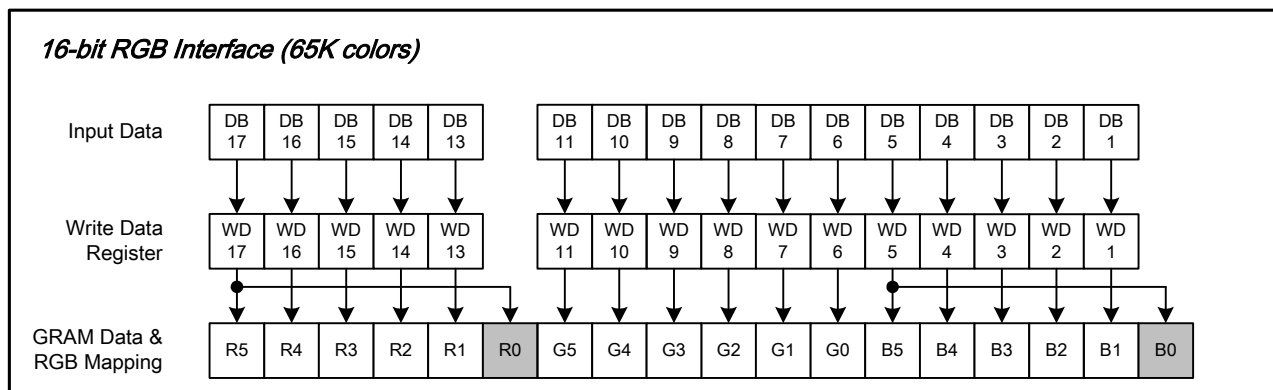 16-bit RGB Interface (65K colors)
Input Data DB 17 DB 16 DB 15 DB 14 DB 13 DB 11 DB 10 DB 9 DB 8 DB 7 DB 6 DB 5 DB 4 DB 3 DB 2 DB 1
Write Data Register WD 17 WD 16 WD 15 WD 14 WD 13 WD 11 WD 10 WD 9 WD 8 WD 7 WD 6 WD 5 WD 4 WD 3 WD 2 WD 1
GRAM Data & RGB Mapping R5 R4 R3 R2 R1 R0 G5 G4 G3 G2 G1 G0 B5 B4 B3 B2 B1 B0